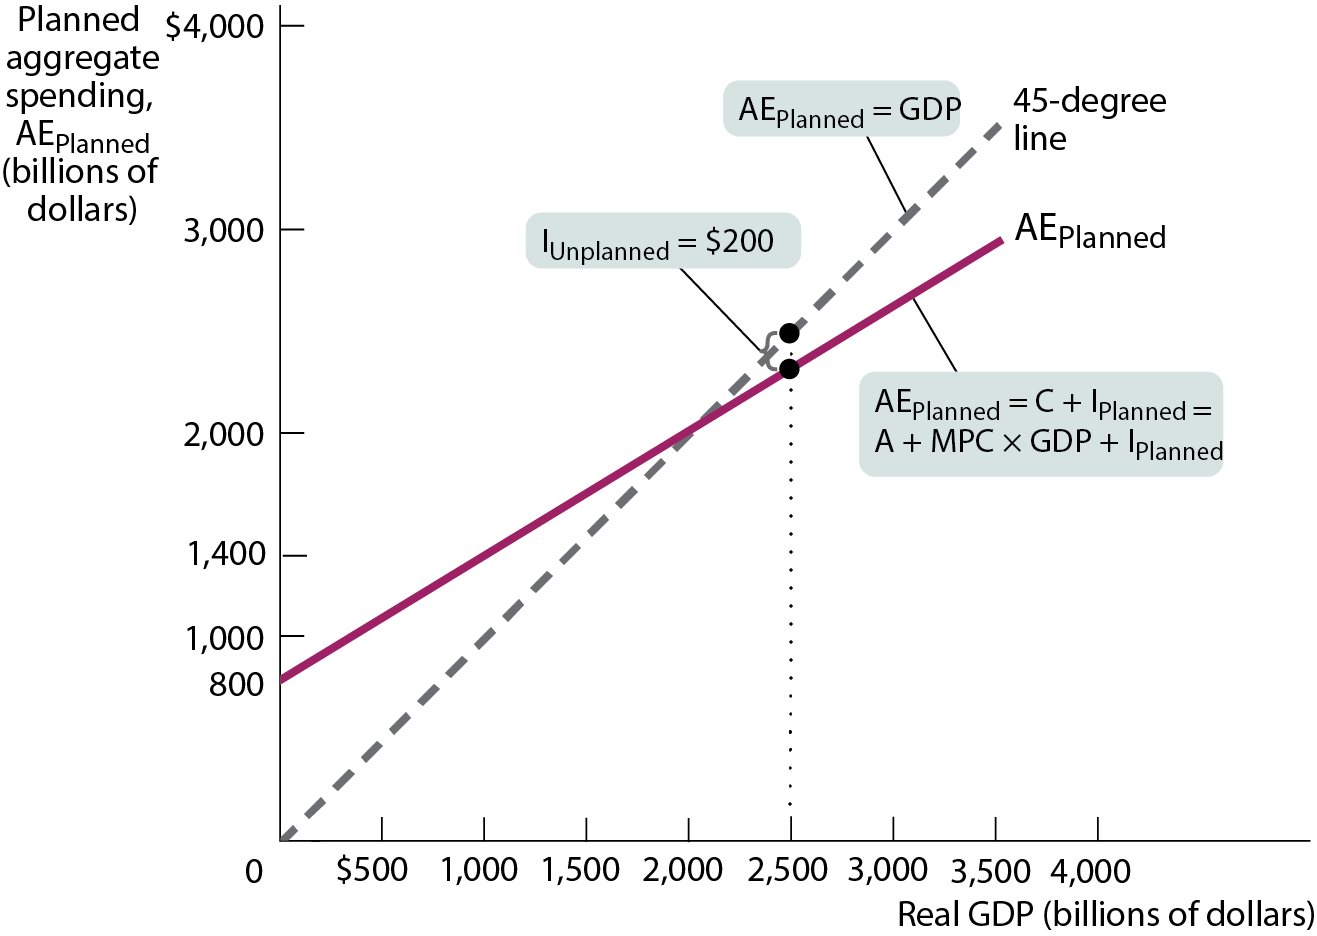 Planned
aggregate
spending,
AEPlanned
(billions of
dollars)
$4,000
3,000
2,000
1,400
1,000
800
0
$500
1,000
1,500
2,000
2,500
3,000
3,500
4,000
Real GDP (billions of dollars)
AEPlanned = GDP
45-degree
line
IUnplanned = $200
AEPlanned
AEPlanned = C + IPlanned =
A + MPC × GDP + IPlanned